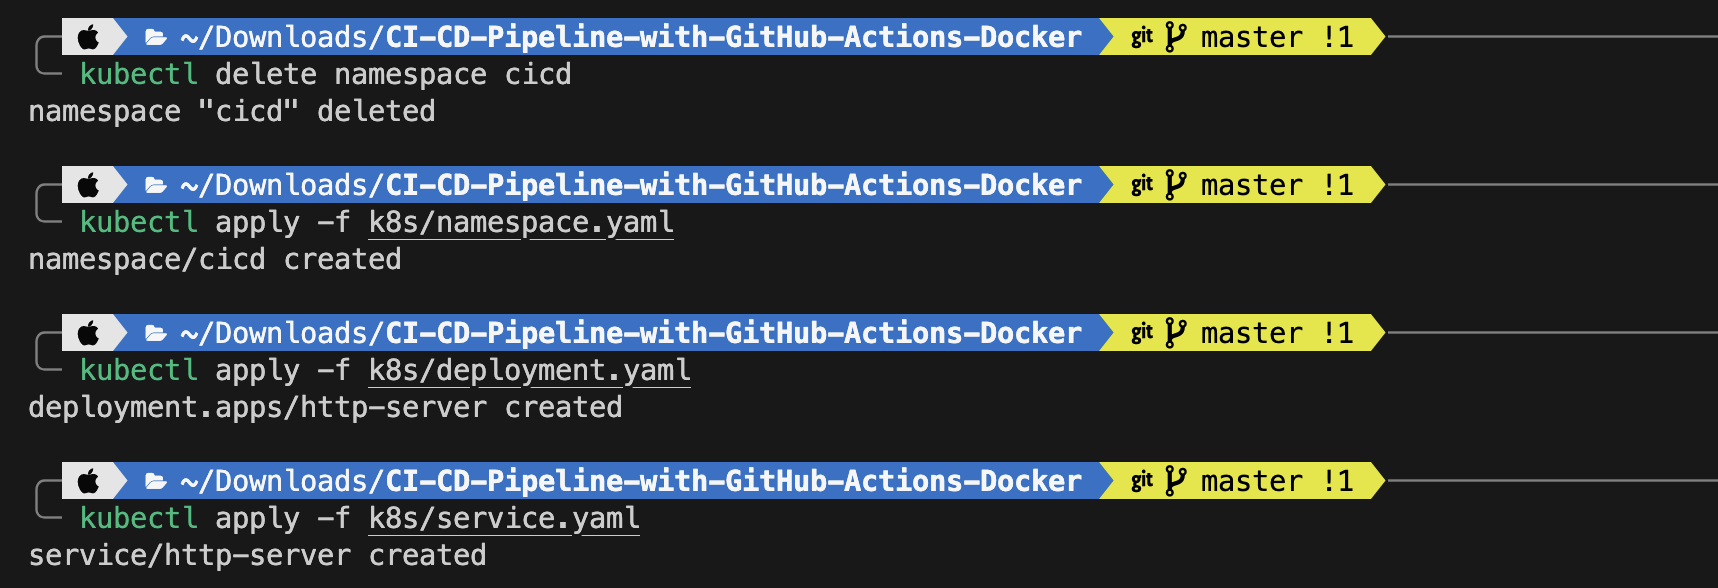 ~/Downloads/CI-CD-Pipeline-with-GitHub-Actions-Docker git master !1
kubectl delete namespace cicd
namespace "cicd" deleted
~/Downloads/CI-CD-Pipeline-with-GitHub-Actions-Docker git master !1
kubectl apply -f k8s/namespace.yaml
namespace/cicd created
~/Downloads/CI-CD-Pipeline-with-GitHub-Actions-Docker git master !1
kubectl apply -f k8s/deployment.yaml
deployment.apps/http-server created
~/Downloads/CI-CD-Pipeline-with-GitHub-Actions-Docker git master !1
kubectl apply -f k8s/service.yaml
service/http-server created